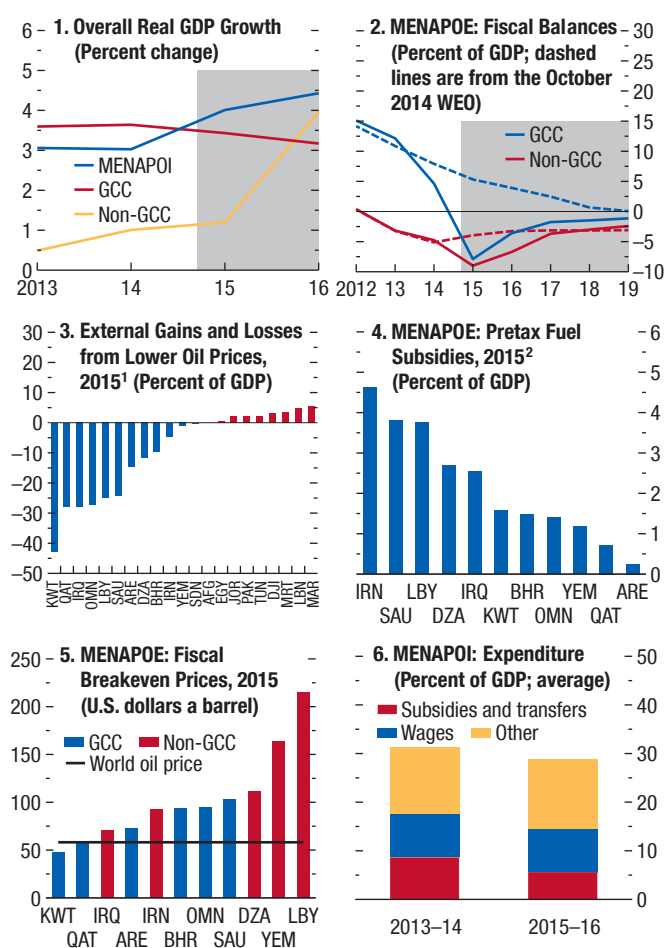 1. Overall Real GDP Growth
(Percent change)
6
5
4
3
2
1
0
MENAPOI
GCC
Non-GCC
2013 14 15 16
2. MENAPOE: Fiscal Balances
(Percent of GDP; dashed
lines are from the October
2014 WEO)
30
25
20
15
10
5
0
–5
–10
GCC
Non-GCC
2012 13 14 15 16 17 18 19
3. External Gains and Losses
from Lower Oil Prices,
2015¹ (Percent of GDP)
30
20
10
0
–10
–20
–30
–40
–50
KWT QAT IRQ OMN LBY SAU ARE DZA BHR IRN YEM SDN AFG EGY JOR PAK TUN DJI MRT LBN MAR
4. MENAPOE: Pretax Fuel
Subsidies, 2015²
(Percent of GDP)
6
5
4
3
2
1
0
IRN LBY IRQ BHR YEM ARE
SAU DZA KWT OMN QAT
5. MENAPOE: Fiscal
Breakeven Prices, 2015
(U.S. dollars a barrel)
250
200
150
100
50
0
GCC Non-GCC
World oil price
KWT IRQ IRN OMN DZA LBY
QAT ARE BHR SAU YEM
6. MENAPOI: Expenditure
(Percent of GDP; average)
50
40
30
20
10
0
Subsidies and transfers
Wages Other
2013–14 2015–16